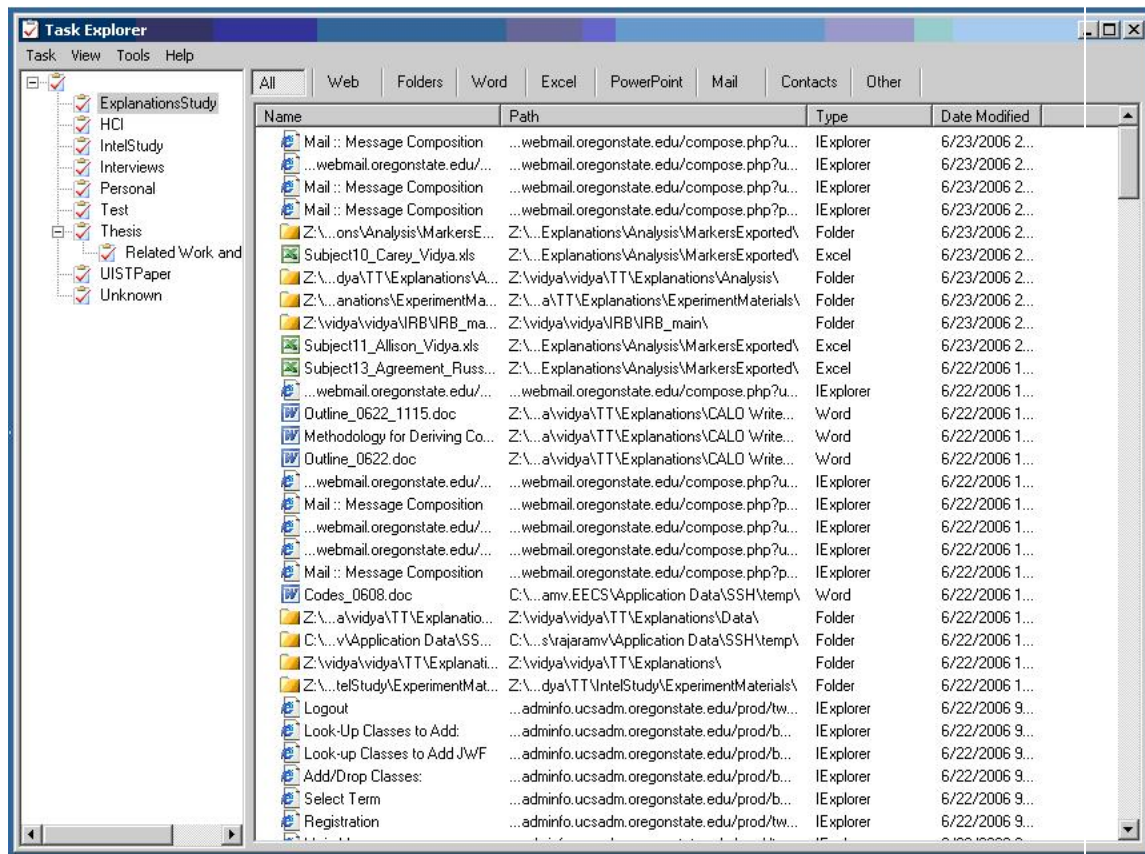 Task Explorer
Task View Tools Help
All Web Folders Word Excel PowerPoint Mail Contacts Other
ExplanationsStudy
HCI
IntelStudy
Interviews
Personal
Test
Thesis
Related Work and
UISTPaper
Unknown
Name Path Type Date Modified
Mail :: Message Composition ...webmail.oregonstate.edu/compose.php?u... IExplorer 6/23/2006 2...
...webmail.oregonstate.edu/... ...webmail.oregonstate.edu/compose.php?u... IExplorer 6/23/2006 2...
Mail :: Message Composition ...webmail.oregonstate.edu/compose.php?u... IExplorer 6/23/2006 2...
Mail :: Message Composition ...webmail.oregonstate.edu/compose.php?p... IExplorer 6/23/2006 2...
Z:\...ons\Analysis\MarkersE... Z:\...Explanations\Analysis\MarkersExported\ Folder 6/23/2006 2...
Subject10_Carey_Vidya.xls Z:\...Explanations\Analysis\MarkersExported\ Excel 6/23/2006 2...
Z:\...dya\TT\Explanations\A... Z:\vidya\vidya\TT\Explanations\Analysis\ Folder 6/23/2006 2...
Z:\...anations\ExperimentMa... Z:\...a\TT\Explanations\ExperimentMaterials\ Folder 6/23/2006 2...
Z:\vidya\vidya\IRB\IRB_ma... Z:\vidya\vidya\IRB\IRB_main\ Folder 6/23/2006 2...
Subject11_Allison_Vidya.xls Z:\...Explanations\Analysis\MarkersExported\ Excel 6/23/2006 2...
Subject13_Agreement_Russ... Z:\...Explanations\Analysis\MarkersExported\ Excel 6/22/2006 1...
...webmail.oregonstate.edu/... ...webmail.oregonstate.edu/compose.php?u... IExplorer 6/22/2006 1...
Outline_0622_1115.doc Z:\...a\vidya\TT\Explanations\CALO Write... Word 6/22/2006 1...
Methodology for Deriving Co... Z:\...a\vidya\TT\Explanations\CALO Write... Word 6/22/2006 1...
Outline_0622.doc Z:\...a\vidya\TT\Explanations\CALO Write... Word 6/22/2006 1...
...webmail.oregonstate.edu/... ...webmail.oregonstate.edu/compose.php?u... IExplorer 6/22/2006 1...
Mail :: Message Composition ...webmail.oregonstate.edu/compose.php?p... IExplorer 6/22/2006 1...
...webmail.oregonstate.edu/... ...webmail.oregonstate.edu/compose.php?u... IExplorer 6/22/2006 1...
...webmail.oregonstate.edu/... ...webmail.oregonstate.edu/compose.php?u... IExplorer 6/22/2006 1...
Mail :: Message Composition ...webmail.oregonstate.edu/compose.php?p... IExplorer 6/22/2006 1...
Codes_0608.doc C:\...amv.EECS\Application Data\SSH\temp\ Word 6/22/2006 1...
Z:\...a\vidya\TT\Explanatio... Z:\vidya\vidya\TT\Explanations\Data\ Folder 6/22/2006 1...
C:\...v\Application Data\SS... C:\...s\rajaramv\Application Data\SSH\temp\ Folder 6/22/2006 1...
Z:\vidya\vidya\TT\Explanati... Z:\vidya\vidya\TT\Explanations\ Folder 6/22/2006 1...
Z:\...telStudy\ExperimentMat... Z:\...dya\TT\IntelStudy\ExperimentMaterials\ Folder 6/22/2006 1...
Logout ...adminfo.ucsadm.oregonstate.edu/prod/tw... IExplorer 6/22/2006 9...
Look-Up Classes to Add: ...adminfo.ucsadm.oregonstate.edu/prod/b... IExplorer 6/22/2006 9...
Look-up Classes to Add JWF ...adminfo.ucsadm.oregonstate.edu/prod/b... IExplorer 6/22/2006 9...
Add/Drop Classes: ...adminfo.ucsadm.oregonstate.edu/prod/b... IExplorer 6/22/2006 9...
Select Term ...adminfo.ucsadm.oregonstate.edu/prod/b... IExplorer 6/22/2006 9...
Registration ...adminfo.ucsadm.oregonstate.edu/prod/tw... IExplorer 6/22/2006 9...